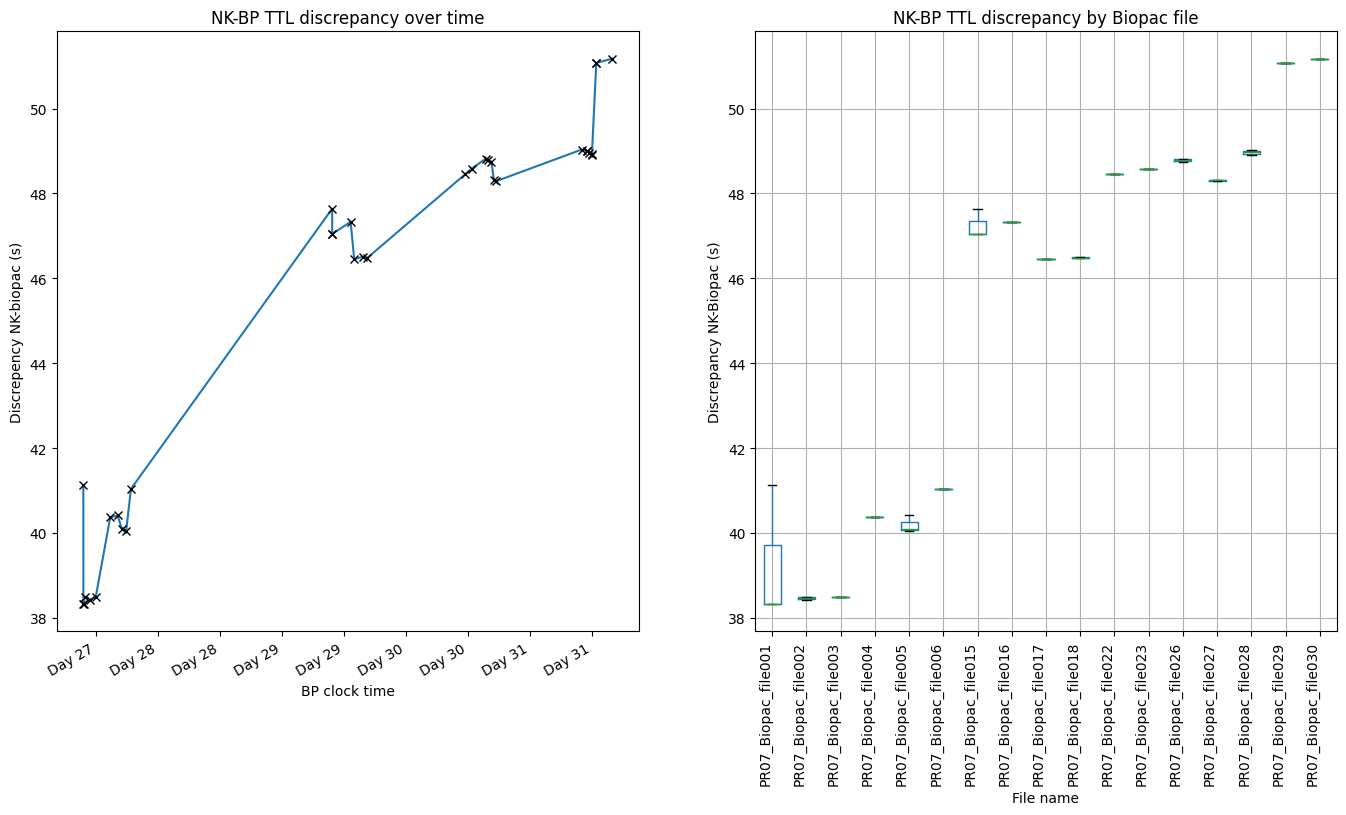 NK-BP TTL discrepancy over time
Discrepency NK-biopac (s)
50
48
46
44
42
40
38
Day 27
Day 28
Day 28
Day 29
Day 29
Day 30
Day 30
Day 31
Day 31
BP clock time
NK-BP TTL discrepancy by Biopac file
Discrepancy NK-Biopac (s)
50
48
46
44
42
40
38
PR07_Biopac_file001
PR07_Biopac_file002
PR07_Biopac_file003
PR07_Biopac_file004
PR07_Biopac_file005
PR07_Biopac_file006
PR07_Biopac_file015
PR07_Biopac_file016
PR07_Biopac_file017
PR07_Biopac_file018
PR07_Biopac_file022
PR07_Biopac_file023
PR07_Biopac_file026
PR07_Biopac_file027
PR07_Biopac_file028
PR07_Biopac_file029
PR07_Biopac_file030
File name